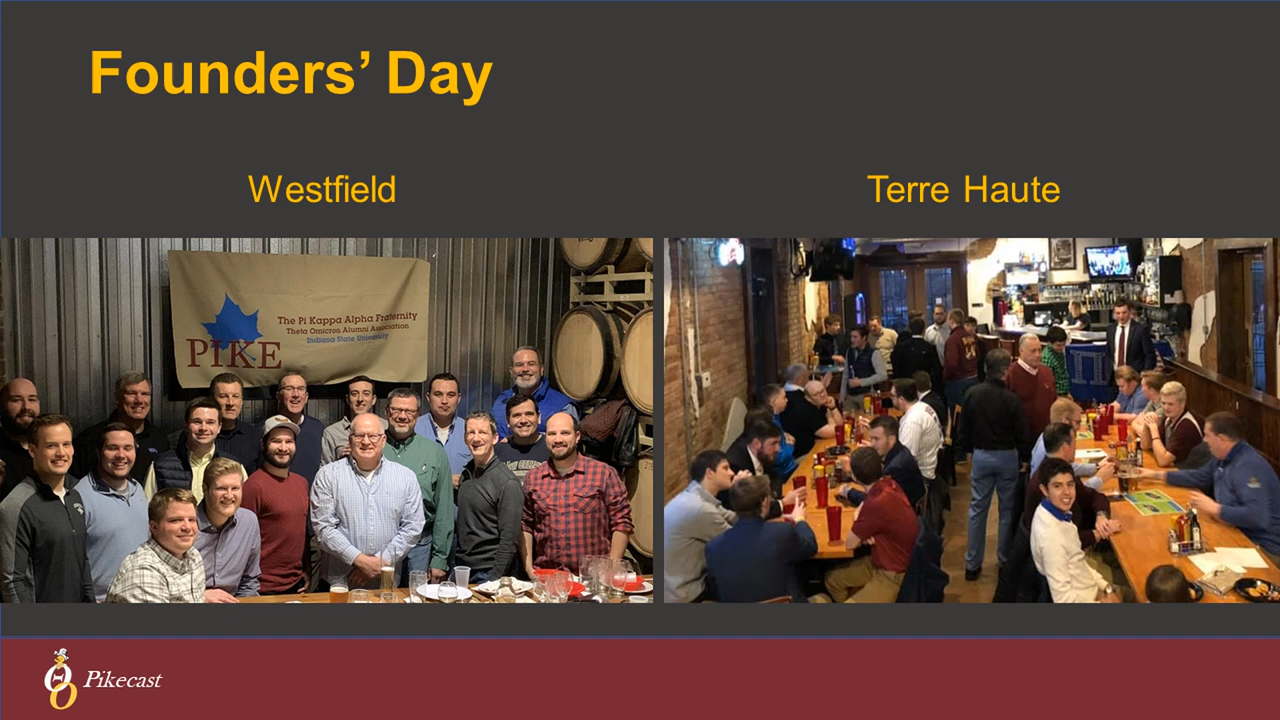 Founders’ Day
Westfield
Terre Haute
The Pi Kappa Alpha Fraternity
Theta Omicron Alumni Association
Indiana State University
PIKE
Pikecast